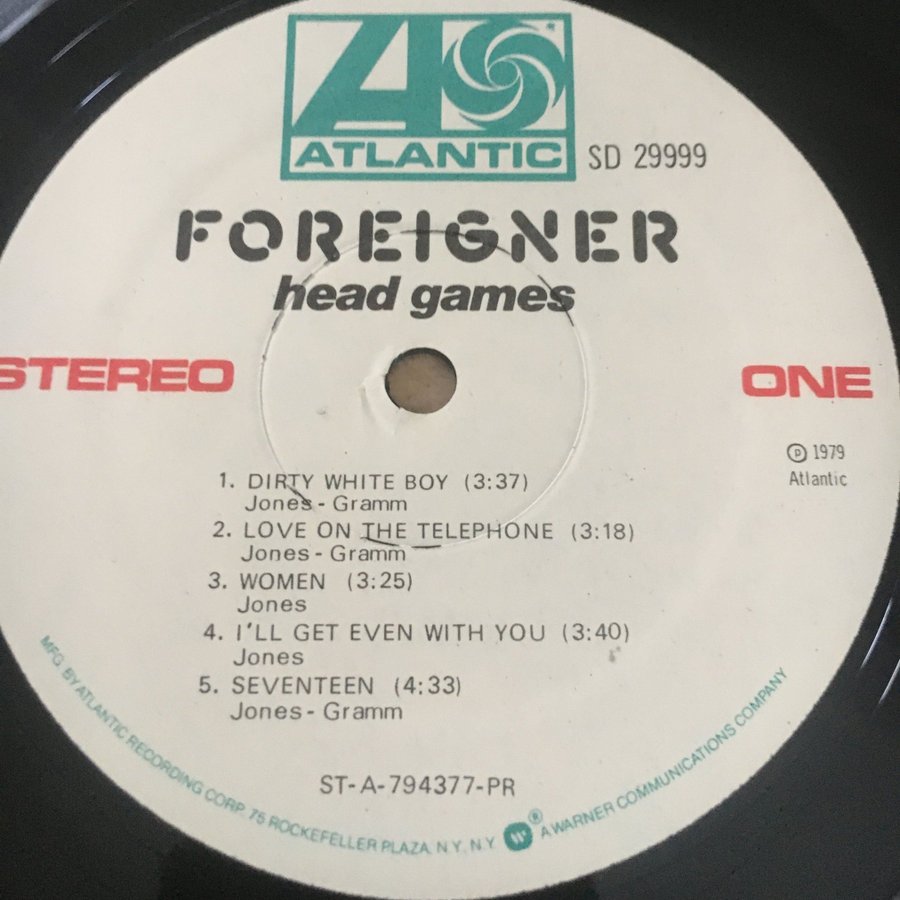 ATLANTIC
SD 29999
FOREIGNER
head games
STEREO
ONE
℗ 1979
Atlantic
1. DIRTY WHITE BOY (3:37)
Jones - Gramm
2. LOVE ON THE TELEPHONE (3:18)
Jones - Gramm
3. WOMEN (3:25)
Jones
4. I'LL GET EVEN WITH YOU (3:40)
Jones
5. SEVENTEEN (4:33)
Jones - Gramm
ST-A-794377-PR
MFG. BY ATLANTIC RECORDING CORP. 75 ROCKEFELLER PLAZA, N.Y. N.Y. ® A WARNER COMMUNICATIONS COMPANY